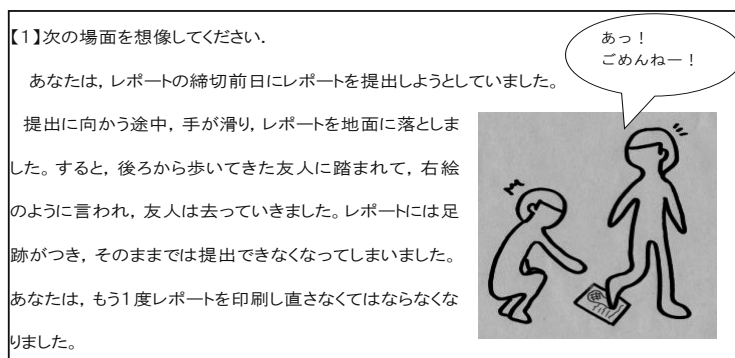 【1】次の場面を想像してください.
あっ！
ごめんねー！
あなたは，レポートの締切前日にレポートを提出しようとしていました。
提出に向かう途中，手が滑り，レポートを地面に落としま
した。すると，後ろから歩いてきた友人に踏まれて，右絵
のように言われ，友人は去っていきました。レポートには足
跡がつき，そのままでは提出できなくなってしまいました。
あなたは，もう1度レポートを印刷し直さなくてはならなくな
りました。